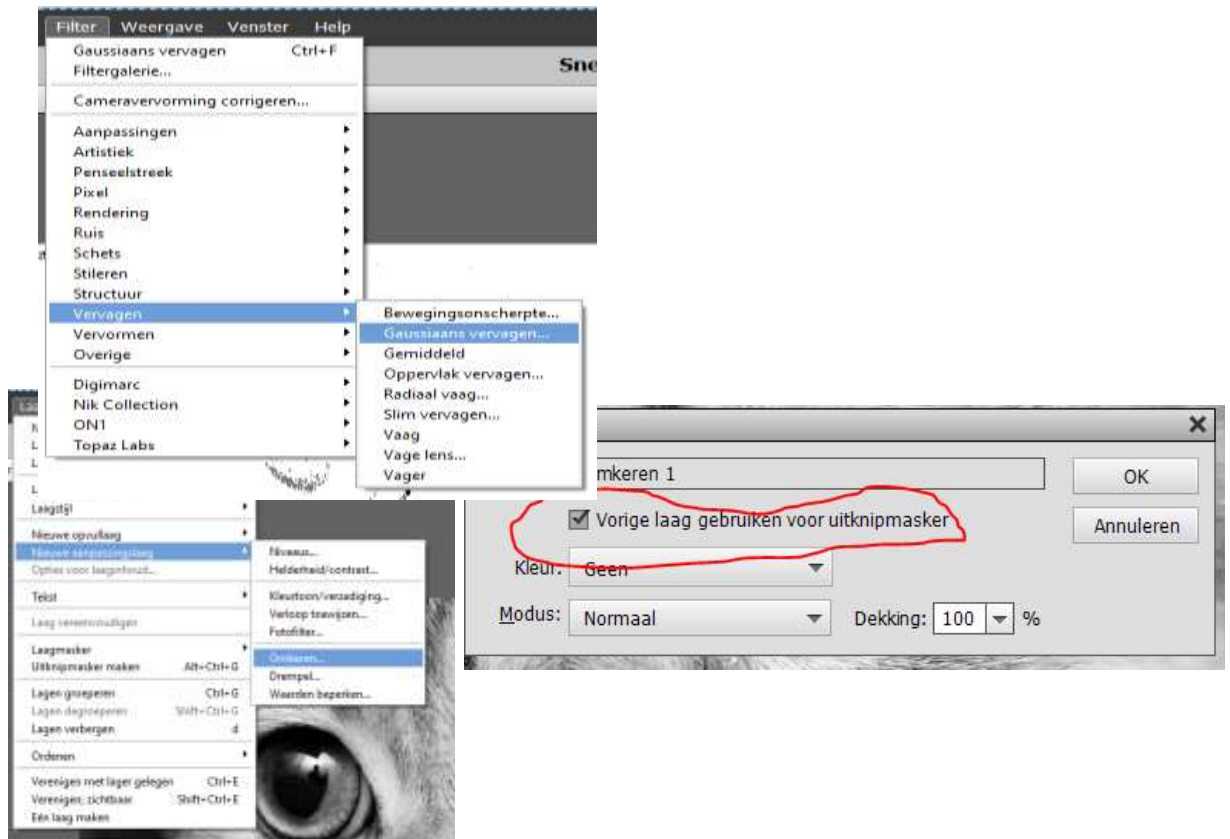 Filter Weergave Venster Help
Gaussiaans vervagen Ctrl+F
Filtergalerie...
Sne
Cameravervorming corrigeren...
Aanpassingen
Artistiek
Penseelstreek
Pixel
Rendering
Ruis
Schets
Stileren
Structuur
Vervagen
Vervormen
Overige
Digimarc
Nik Collection
ON1
Topaz Labs
Bewegingsonscherpte...
Gaussiaans vervagen...
Gemiddeld
Oppervlak vervagen...
Radiaal vaag...
Slim vervagen...
Vaag
Vage lens...
Vager
N
L
L
L
Laagstijl
Nieuwe opvullaag
Nieuwe aanpassingslaag
Opties voor laaginhoud...
Tekst
Laag vereenvoudigen
Laagmasker
Uitknipmasker maken Alt+Ctrl+G
Lagen groeperen Ctrl+G
Lagen degroeperen Shift+Ctrl+G
Lagen verbergen d
Ordenen
Verenigen met lager gelegen Ctrl+E
Verenigen: zichtbaar Shift+Ctrl+E
Eén laag maken
Niveaus...
Helderheid/contrast...
Kleurtoon/verzadiging...
Verloop toewijzen...
Fotofilter...
Omkeren...
Drempel...
Waarden beperken...
mkeren 1
OK
Vorige laag gebruiken voor uitknipmasker
Annuleren
Kleur: Geen
Modus: Normaal Dekking: 100 %